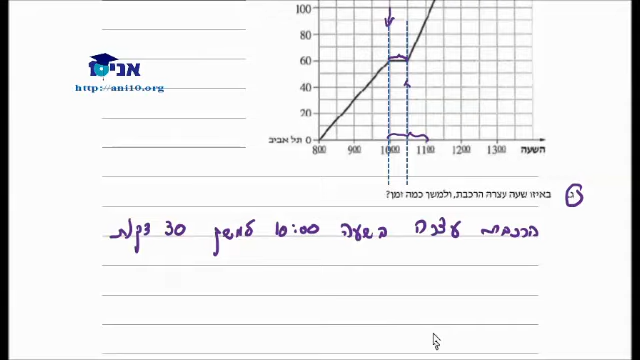 100
80
60
40
20
תל אביב 0
800 900 1000 1100 1200 1300 השעה
אני10
http://ani10.org
באיזו שעה עצרה הרכבת, ולמשך כמה זמן?
הרכבת עצרה בשעה 10:00 למשך 30 דקות